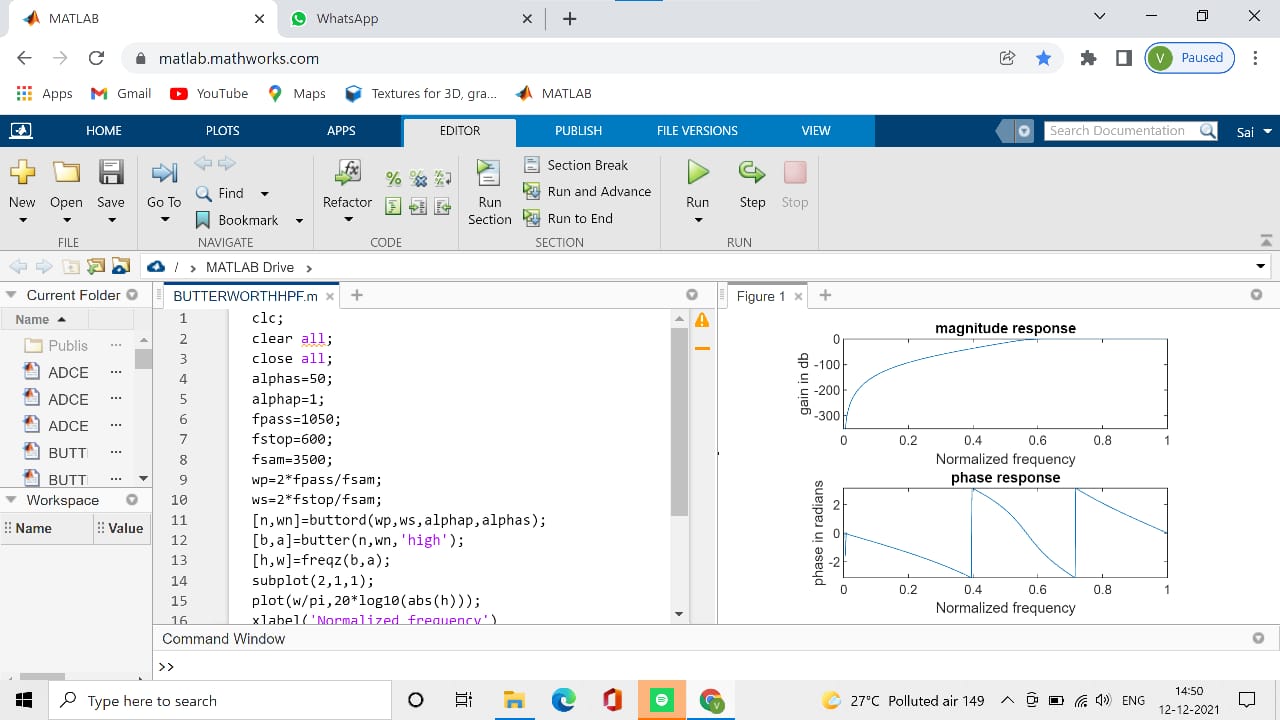 MATLAB
WhatsApp
matlab.mathworks.com
V Paused
Apps Gmail YouTube Maps Textures for 3D, gra... MATLAB
HOME PLOTS APPS EDITOR PUBLISH FILE VERSIONS VIEW
Search Documentation
Sai
New Open Save
FILE
Go To
Find
Bookmark
NAVIGATE
Refactor
CODE
Run Section
Section Break
Run and Advance
Run to End
SECTION
Run Step Stop
RUN
/ › MATLAB Drive ›
Current Folder
Name
Publis ...
ADCE ...
ADCE ...
ADCE ...
BUTT ...
BUTT ...
Workspace
Name Value
BUTTERWORTHHPF.m
1 clc;
2 clear all;
3 close all;
4 alphas=50;
5 alphap=1;
6 fpass=1050;
7 fstop=600;
8 fsam=3500;
9 wp=2*fpass/fsam;
10 ws=2*fstop/fsam;
11 [n,wn]=buttord(wp,ws,alphap,alphas);
12 [b,a]=butter(n,wn,'high');
13 [h,w]=freqz(b,a);
14 subplot(2,1,1);
15 plot(w/pi,20*log10(abs(h)));
16 xlabel('Normalized frequency')
Figure 1
magnitude response
gain in db
0
-100
-200
-300
0 0.2 0.4 0.6 0.8 1
Normalized frequency
phase response
phase in radians
2
0
-2
0 0.2 0.4 0.6 0.8 1
Normalized frequency
Command Window
>>
Type here to search
V
27°C Polluted air 149
ENG
14:50
12-12-2021